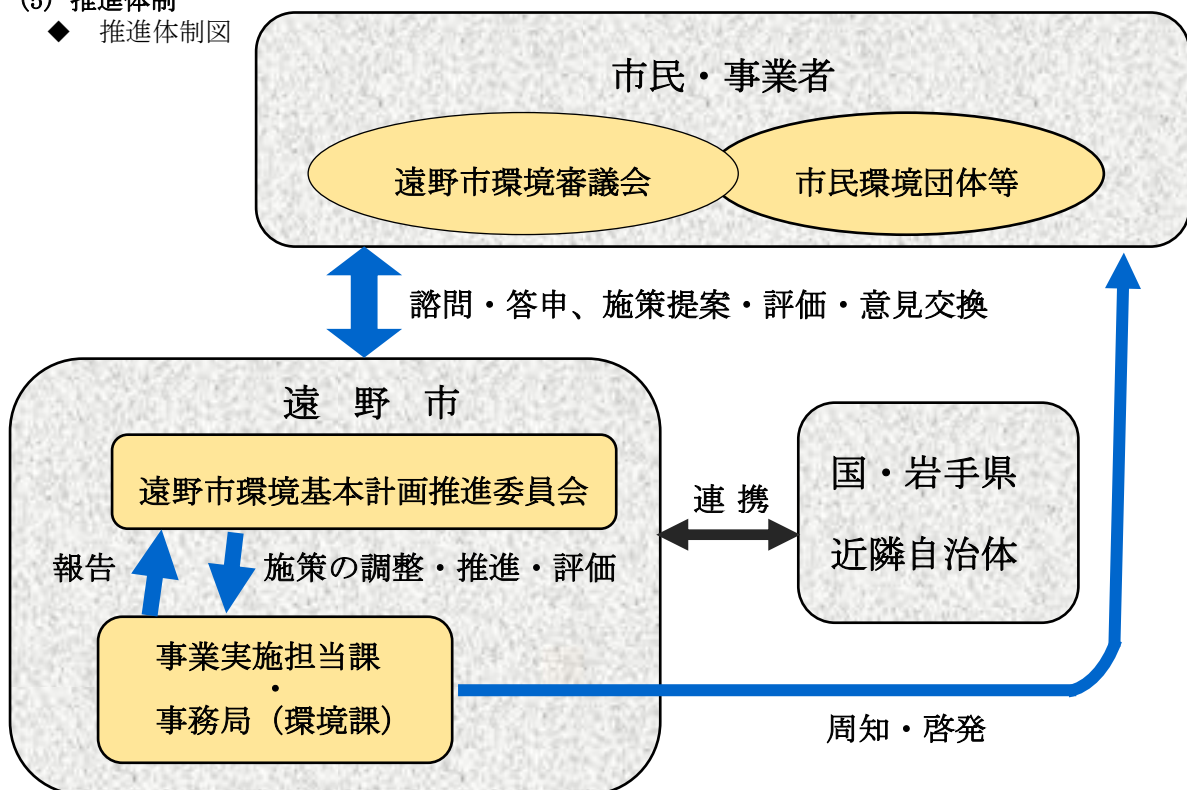 (5) 推進体制
◆ 推進体制図
市民・事業者
遠野市環境審議会
市民環境団体等
諮問・答申、施策提案・評価・意見交換
遠 野 市
遠野市環境基本計画推進委員会
報告
施策の調整・推進・評価
事業実施担当課
・
事務局（環境課）
連 携
国・岩手県
近隣自治体
周知・啓発